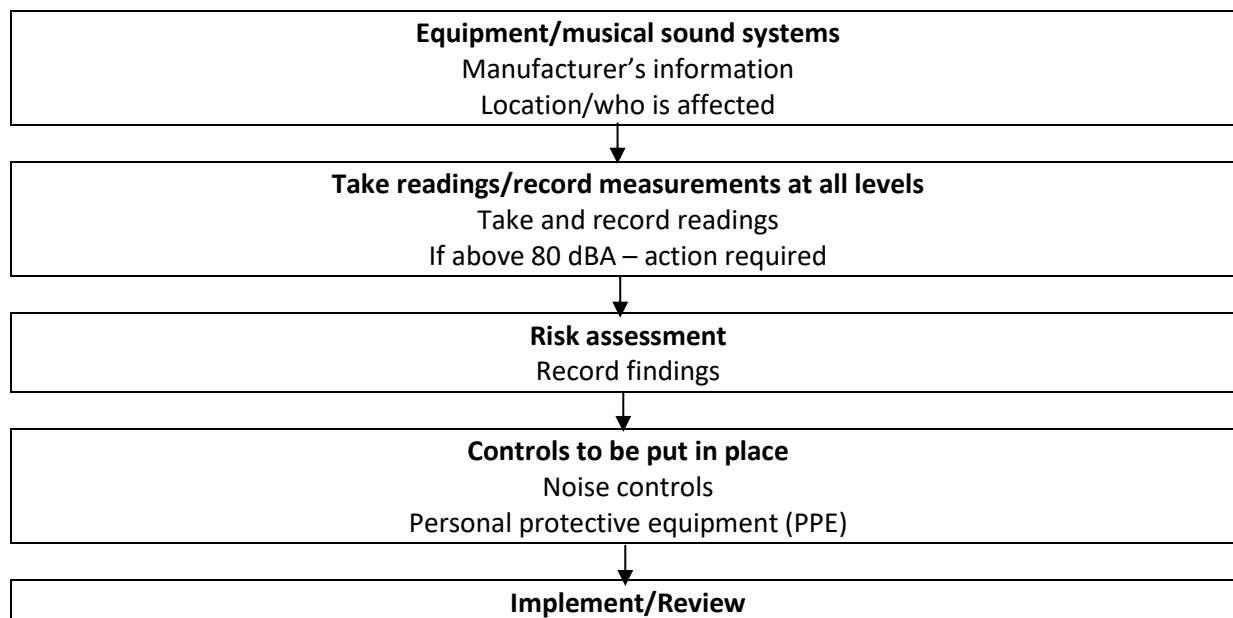 Equipment/musical sound systems
Manufacturer’s information
Location/who is affected
Take readings/record measurements at all levels
Take and record readings
If above 80 dBA – action required
Risk assessment
Record findings
Controls to be put in place
Noise controls
Personal protective equipment (PPE)
Implement/Review